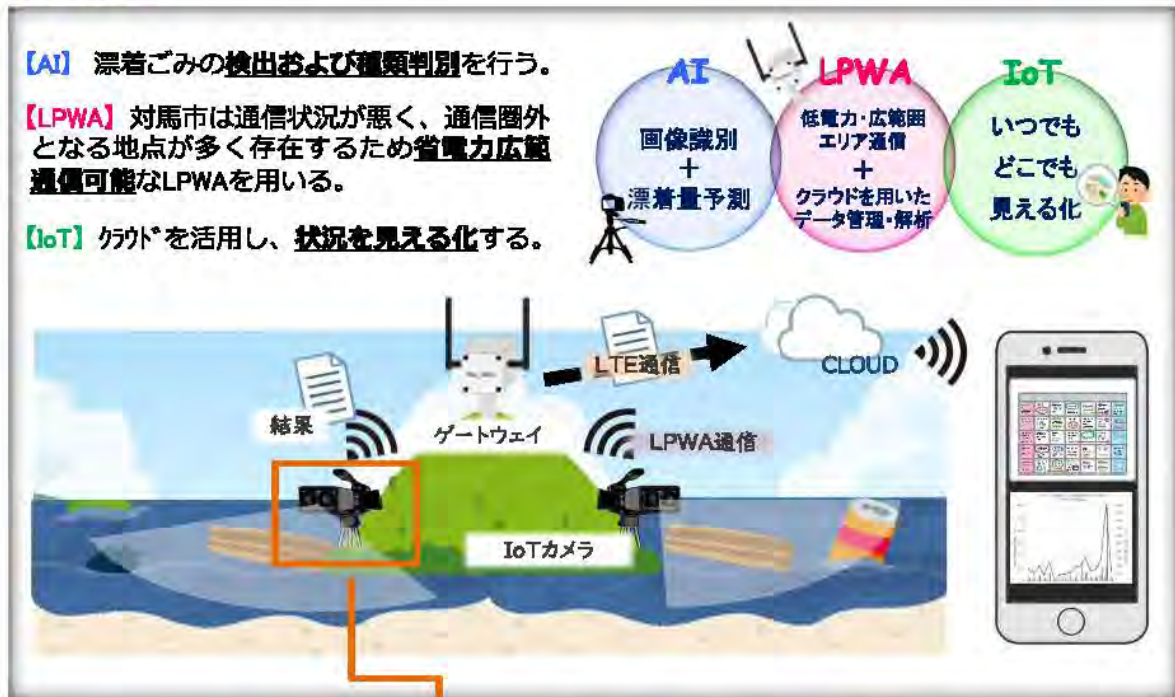 【AI】 漂着ごみの検出および種類判別を行う。
【LPWA】 対馬市は通信状況が悪く、通信圏外
となる地点が多く存在するため省電力広範
通信可能なLPWAを用いる。
【IoT】 ｸﾗｳﾄﾞを活用し、状況を見える化する。
AI
画像識別
+
漂着量予測
LPWA
低電力・広範囲
エリア通信
+
クラウドを用いた
データ管理・解析
IoT
いつでも
どこでも
見える化
結果
ゲートウェイ
LTE通信
CLOUD
LPWA通信
IoTカメラ